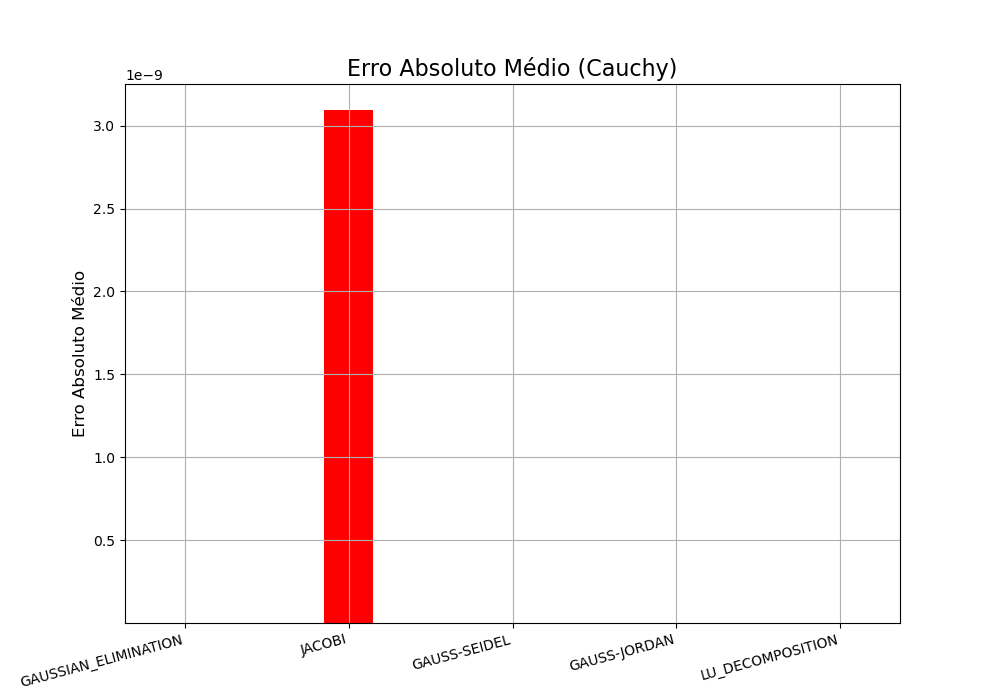 Erro Absoluto Médio (Cauchy)
1e−9
3.0
2.5
2.0
1.5
1.0
0.5
Erro Absoluto Médio
GAUSSIAN_ELIMINATION
JACOBI
GAUSS-SEIDEL
GAUSS-JORDAN
LU_DECOMPOSITION